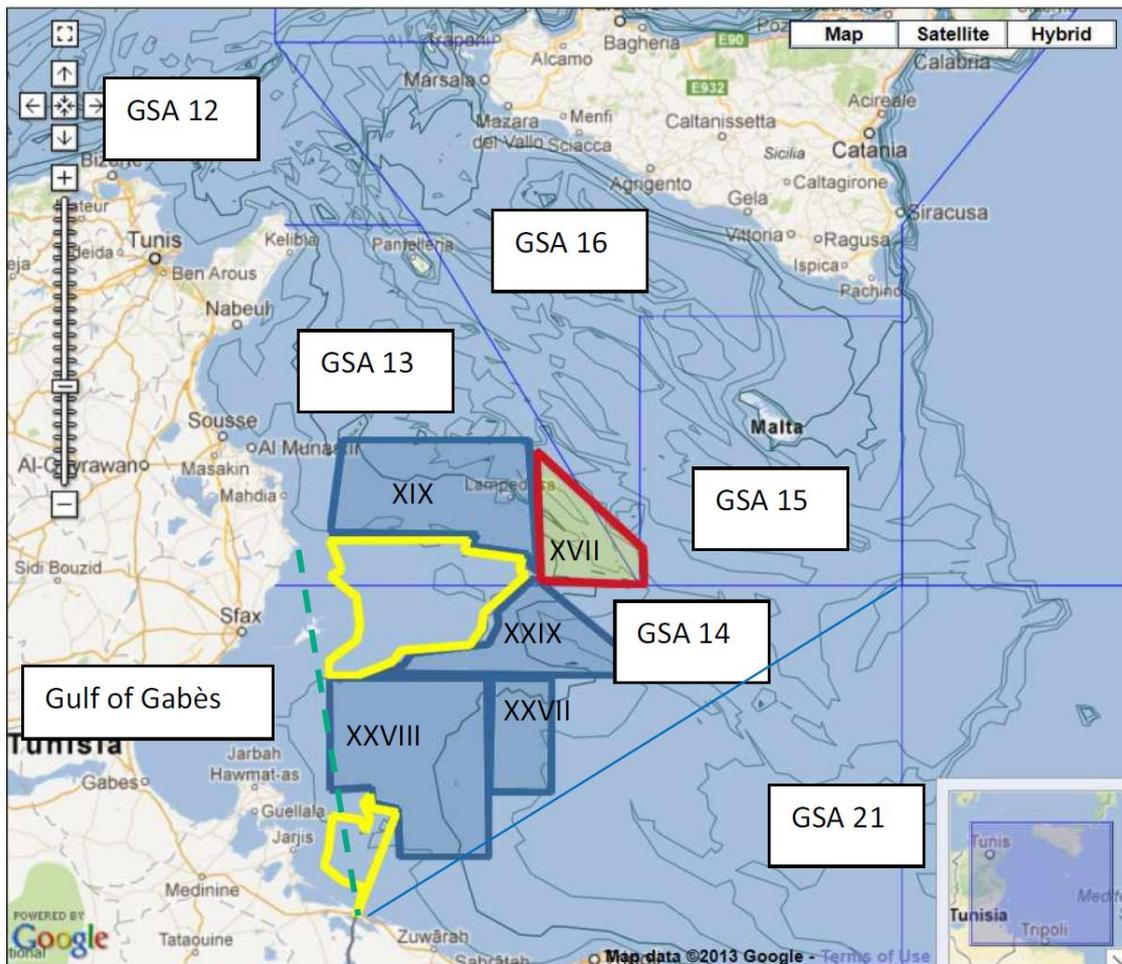 Map
Satellite
Hybrid
Bagheria
E90
Alcamo
Marsala
Calabria
E932
GSA 12
Mazara
del Vallo
Menfi
Sciacca
Caltanissetta
Acireale
Sicilia
Catania
Agrigento
Caltagirone
Gela
Siracusa
Tunis
Kelibia
Pantelleria
GSA 16
Vittoria
Ragusa
Ben Arous
Ispica
Pachino
Nabeul
GSA 13
Sousse
Malta
Masakin
Mahdia
XIX
GSA 15
XVII
Sidi Bouzid
Sfax
XXIX
GSA 14
Gulf of Gabès
XXVII
XXVIII
Tunisia
Jarbah
Hawmat-as
Gabes
Guellala
GSA 21
Jarjis
Tunis
Medinine
Tunisia
Tripoli
POWERED BY
Google
Tataouine
Zuwārah
Map data ©2013 Google - Terms of Use